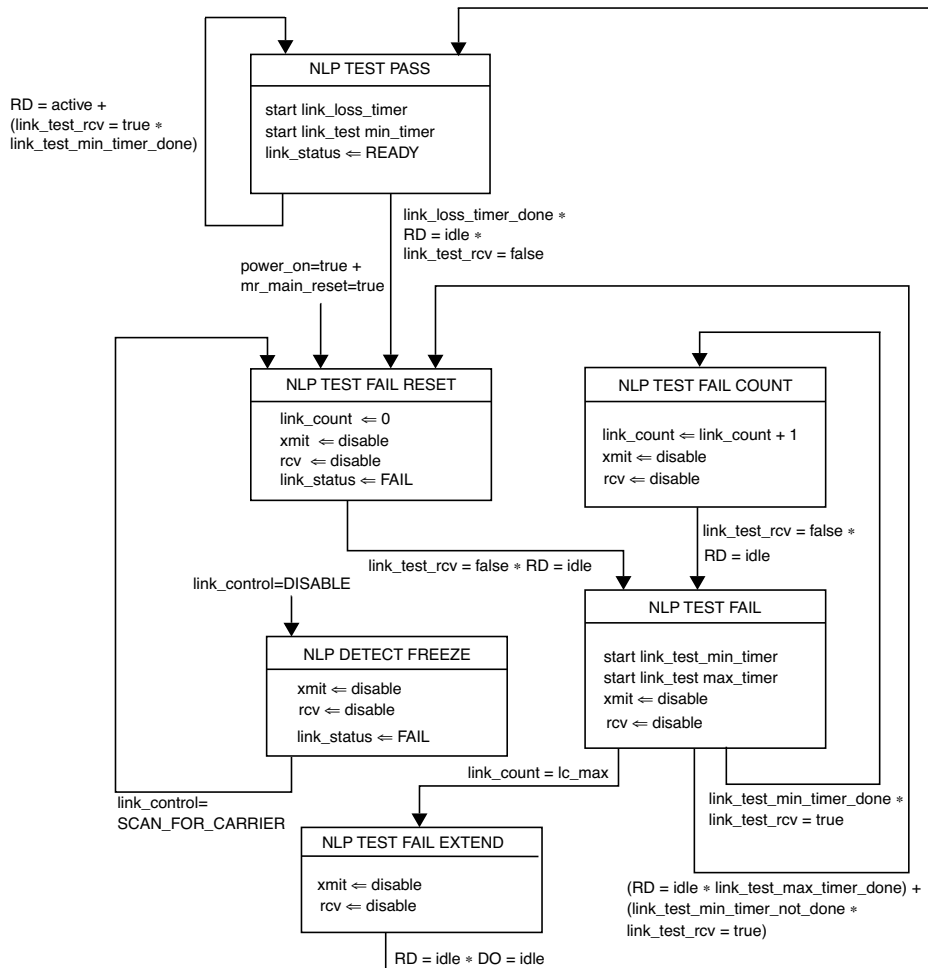 NLP TEST PASS
start link_loss_timer
start link_test min_timer
link_status ⇐ READY
RD = active +
(link_test_rcv = true *
link_test_min_timer_done)
link_loss_timer_done *
RD = idle *
link_test_rcv = false
power_on=true +
mr_main_reset=true
NLP TEST FAIL RESET
link_count ⇐ 0
xmit ⇐ disable
rcv ⇐ disable
link_status ⇐ FAIL
NLP TEST FAIL COUNT
link_count ⇐ link_count + 1
xmit ⇐ disable
rcv ⇐ disable
link_test_rcv = false *
RD = idle
link_test_rcv = false * RD = idle
link_control=DISABLE
NLP DETECT FREEZE
xmit ⇐ disable
rcv ⇐ disable
link_status ⇐ FAIL
NLP TEST FAIL
start link_test_min_timer
start link_test max_timer
xmit ⇐ disable
rcv ⇐ disable
link_count = lc_max
link_control=
SCAN_FOR_CARRIER
link_test_min_timer_done *
link_test_rcv = true
NLP TEST FAIL EXTEND
xmit ⇐ disable
rcv ⇐ disable
(RD = idle * link_test_max_timer_done) +
(link_test_min_timer_not_done *
link_test_rcv = true)
RD = idle * DO = idle